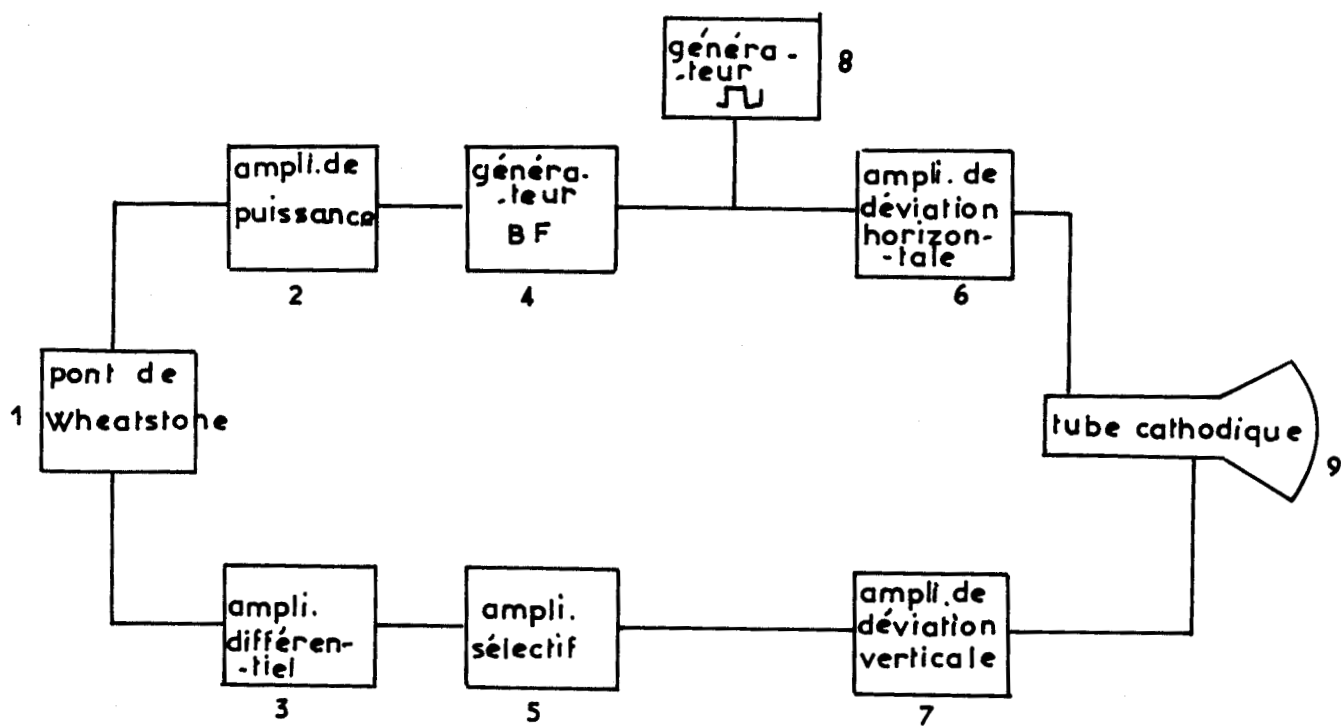 généra-
-teur
8
ampli.de
puissance
2
généra-
-teur
BF
4
ampli. de
déviation
horizon-
-tale
6
pont de
Wheatstone
1
tube cathodique
9
ampli.
différen-
-tiel
3
ampli.
sélectif
5
ampli.de
déviation
verticale
7